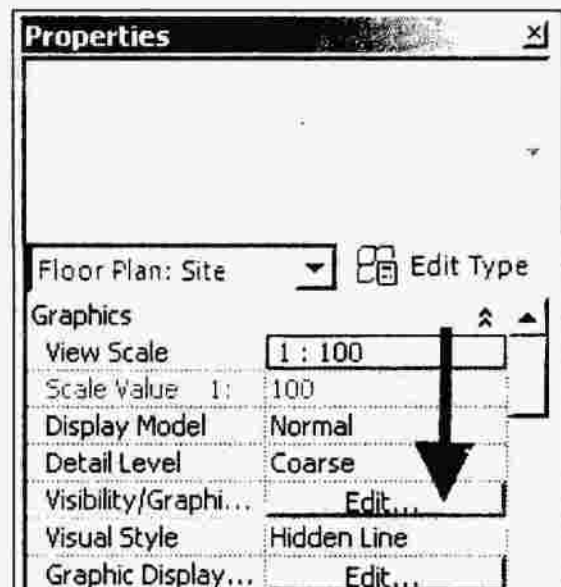 Properties
Floor Plan: Site Edit Type
Graphics
View Scale 1 : 100
Scale Value 1: 100
Display Model Normal
Detail Level Coarse
Visibility/Graphi... Edit...
Visual Style Hidden Line
Graphic Display... Edit...